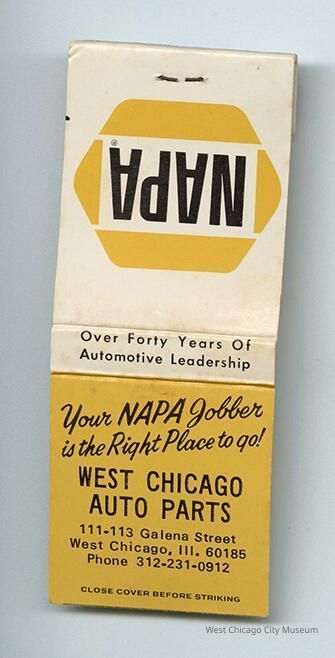 NAPA
®
Over Forty Years Of
Automotive Leadership
Your NAPA Jobber
is the Right Place to go!
WEST CHICAGO
AUTO PARTS
111-113 Galena Street
West Chicago, Ill. 60185
Phone 312-231-0912
CLOSE COVER BEFORE STRIKING
West Chicago City Museum